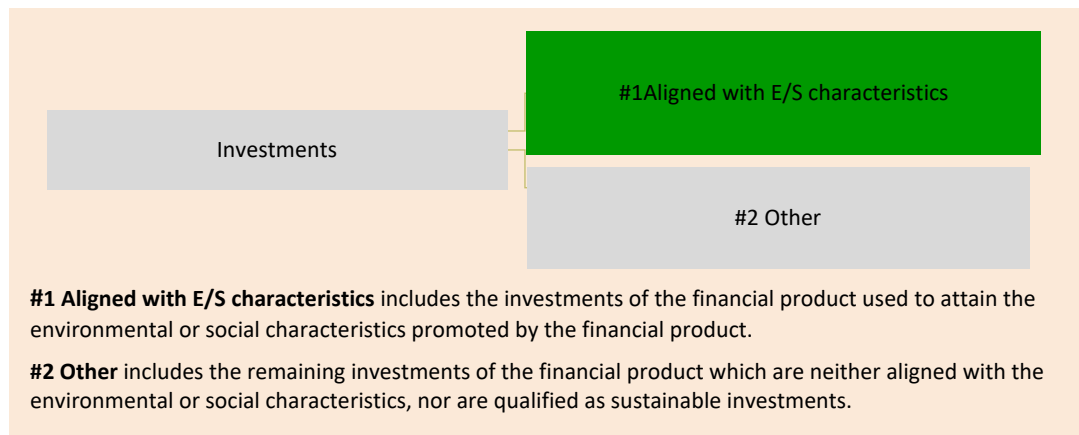 #1Aligned with E/S characteristics
Investments
#2 Other
#1 Aligned with E/S characteristics includes the investments of the financial product used to attain the
environmental or social characteristics promoted by the financial product.
#2 Other includes the remaining investments of the financial product which are neither aligned with the
environmental or social characteristics, nor are qualified as sustainable investments.